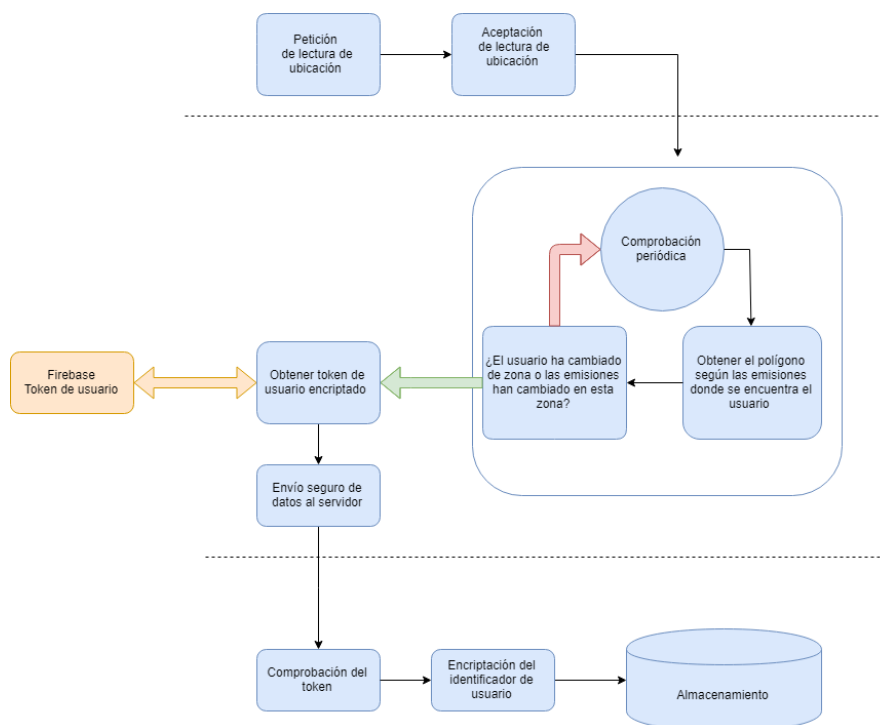 Petición
de lectura de
ubicación
Aceptación
de lectura de
ubicación
Comprobación
periódica
¿El usuario ha cambiado
de zona o las emisiones
han cambiado en esta
zona?
Obtener el polígono
según las emisiones
donde se encuentra el
usuario
Firebase
Token de usuario
Obtener token de
usuario encriptado
Envío seguro de
datos al servidor
Comprobación del
token
Encriptación del
identificador de
usuario
Almacenamiento